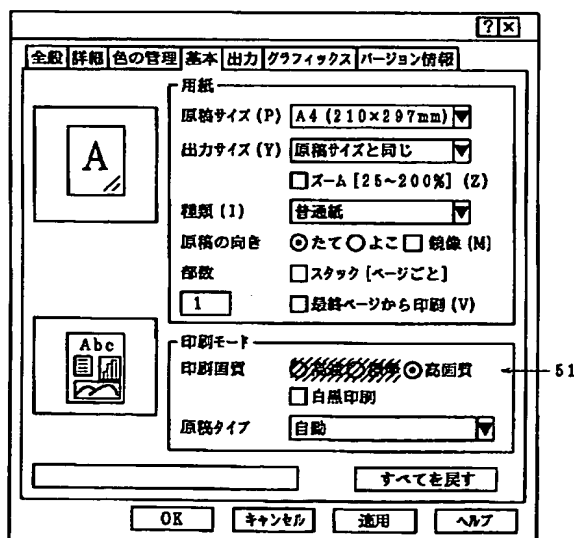 ? ×
全般 詳細 色の管理 基本 出力 グラフィックス バージョン情報
用紙
原稿サイズ (P) A4 (210×297mm)
出力サイズ (Y) 原稿サイズと同じ
ズーム [25~200%] (Z)
種類 (I) 普通紙
原稿の向き たて よこ 鏡像 (M)
部数 スタック [ページごと]
1 最終ページから印刷 (V)
A
印刷モード
印刷画質 高画質 51
白黒印刷
原稿タイプ 自動
Abc
すべてを戻す
OK キャンセル 適用 ヘルプ